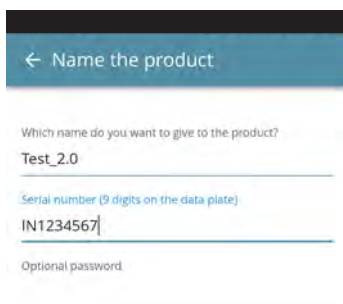 ← Name the product
Which name do you want to give to the product?
Test_2.0
Serial number (9 digits on the data plate)
IN1234567
Optional password